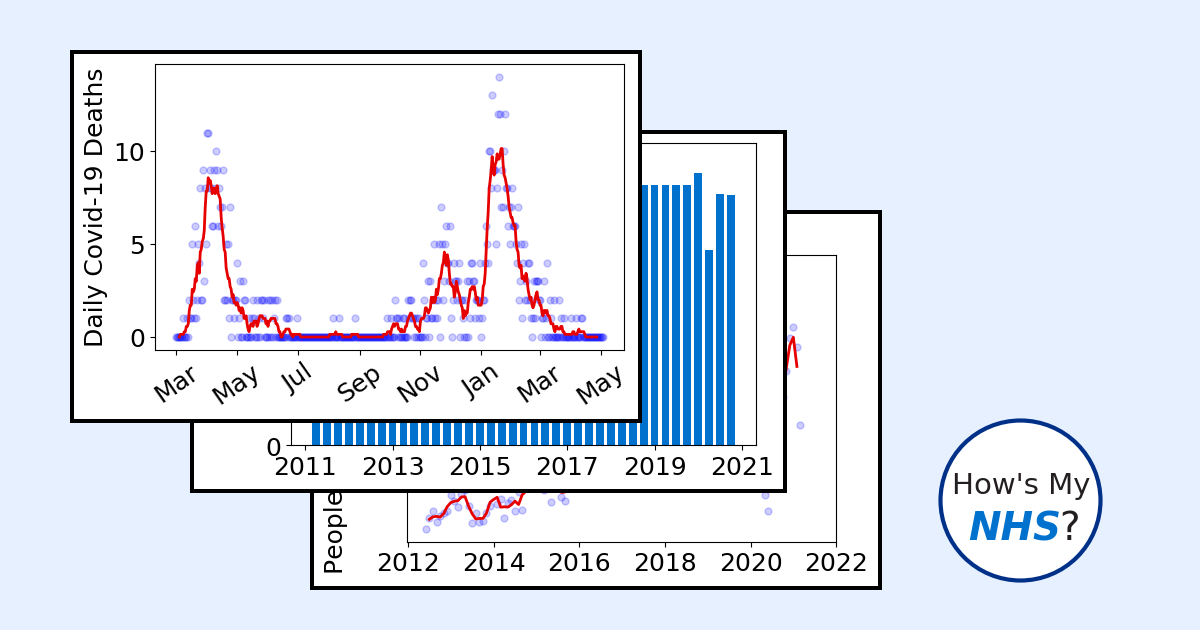 Daily Covid-19 Deaths
10
5
0
Mar May Jul Sep Nov Jan Mar May
0
2011 2013 2015 2017 2019 2021
People
2012 2014 2016 2018 2020 2022
How's My
NHS?